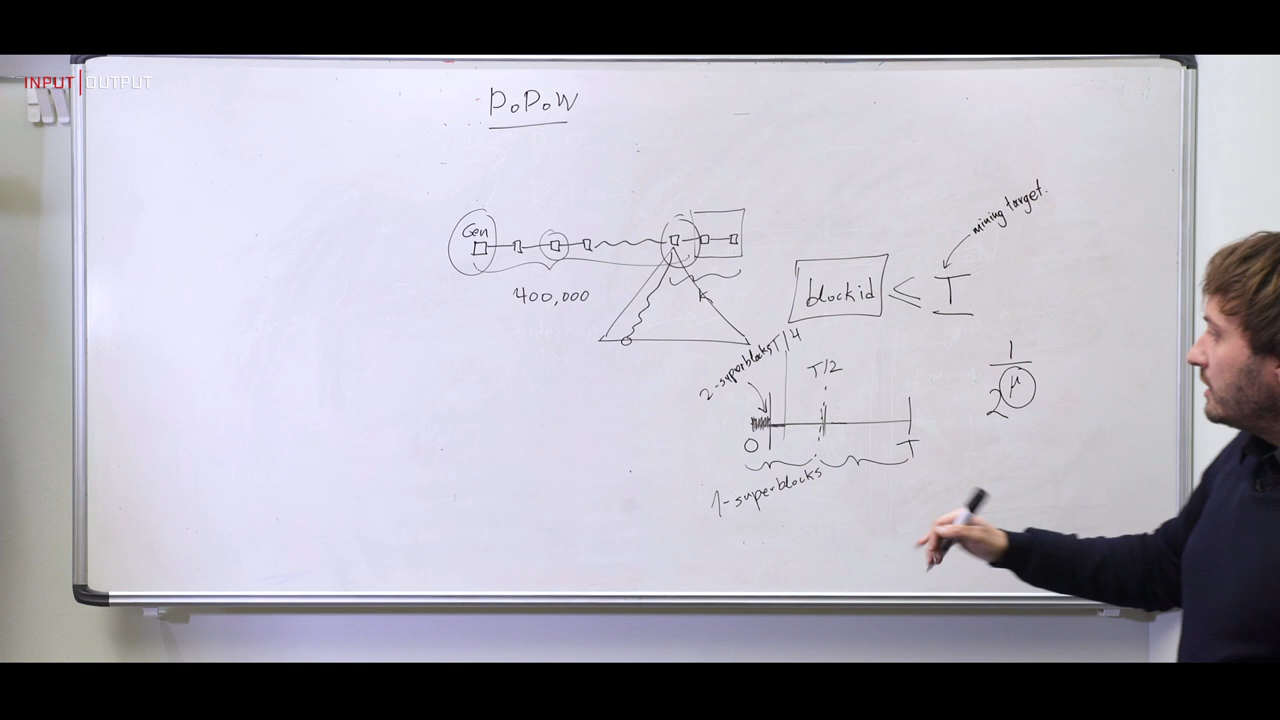 INPUT|OUTPUT
PoPoW
Gen
400,000
K
mining target.
blockid ≤ T
2-superblocks
T/4
T/2
0
T
1-superblocks
1
2^μ